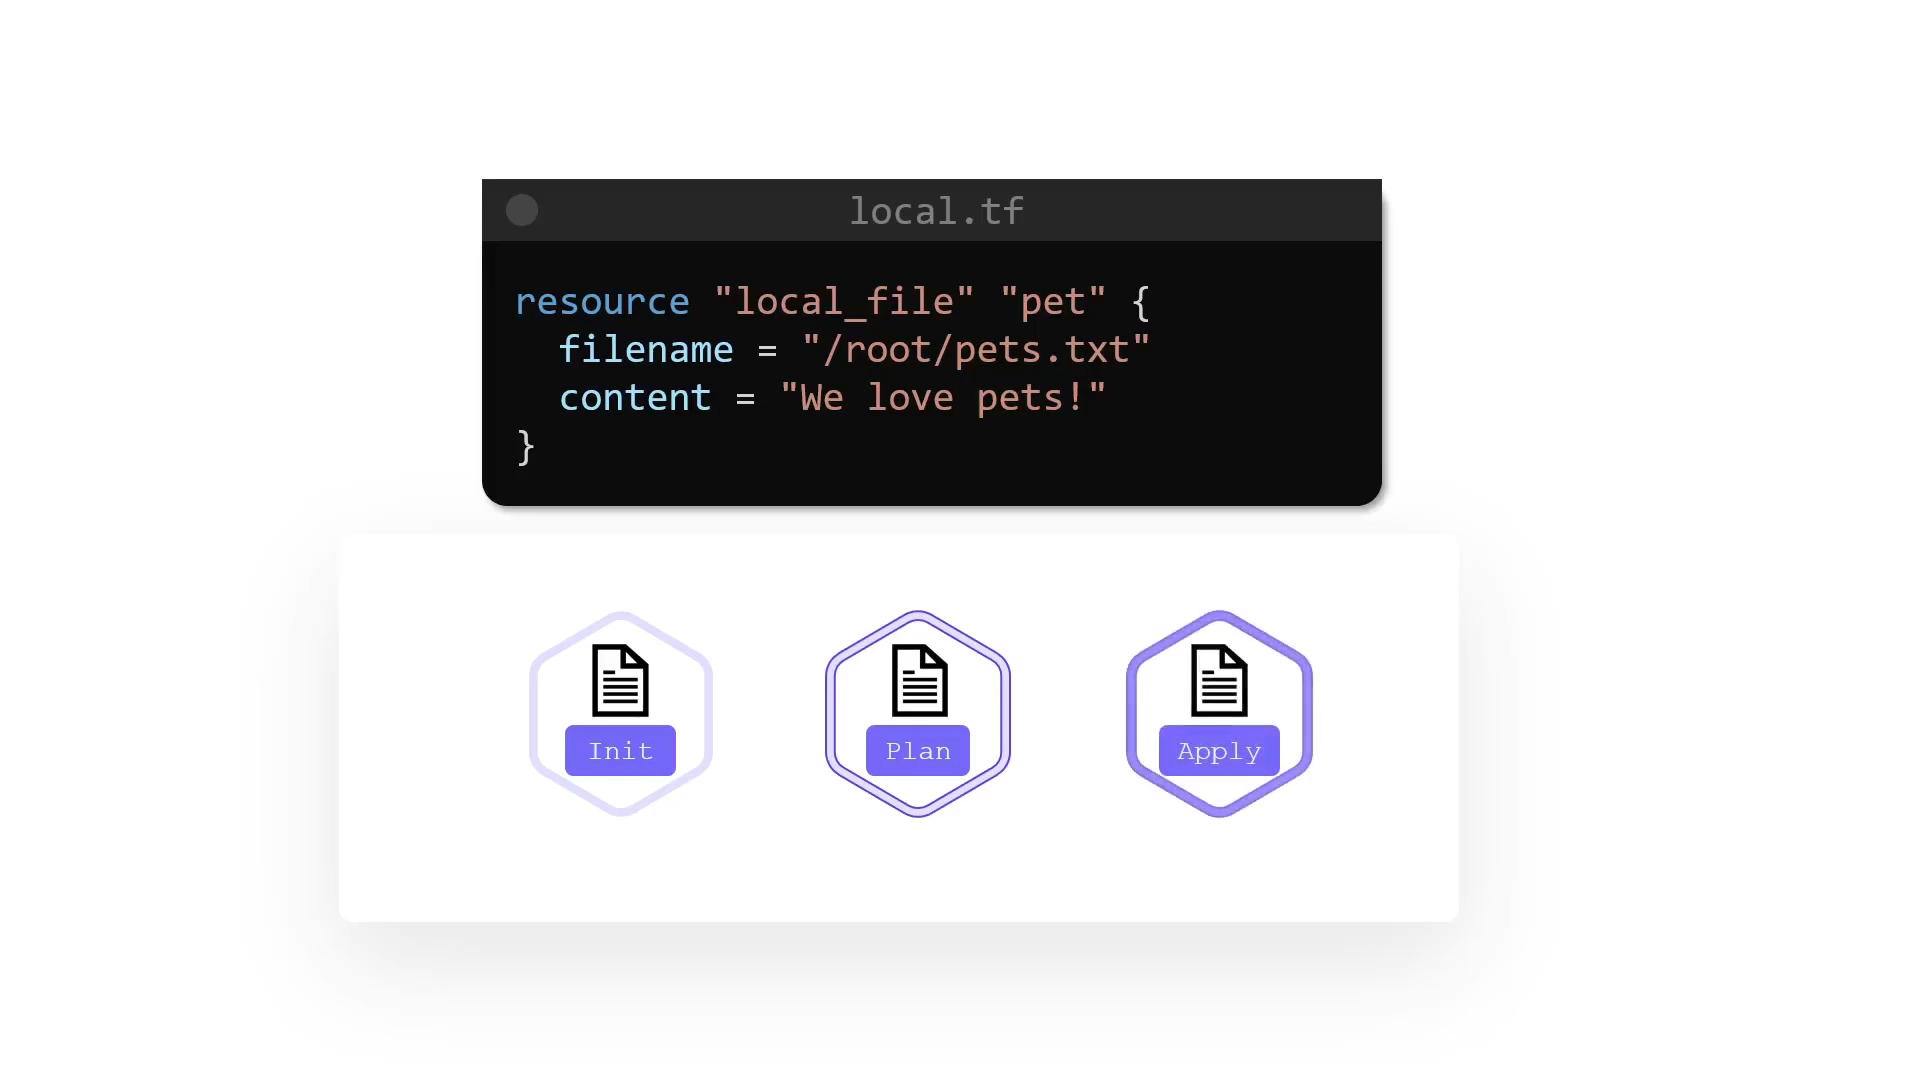 local.tf
resource "local_file" "pet" {
  filename = "/root/pets.txt"
  content = "We love pets!"
}
Init
Plan
Apply